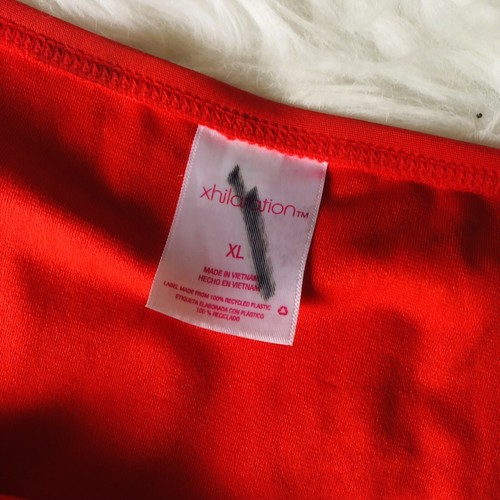 xhilaration™
XL
MADE IN VIETNAM
HECHO EN VIETNAM
LABEL MADE FROM 100% RECYCLED PLASTIC
ETIQUETA ELABORADA CON PLÁSTICO
100 % RECICLADO